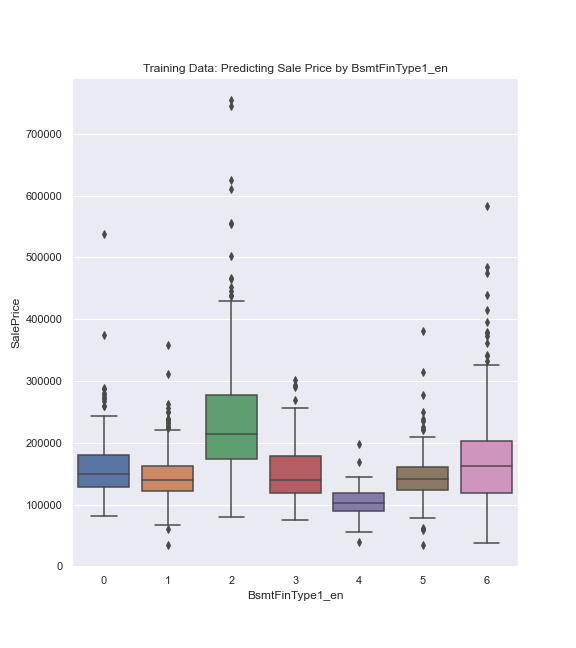 Training Data: Predicting Sale Price by BsmtFinType1_en
700000
600000
500000
400000
300000
200000
100000
0
SalePrice
0 1 2 3 4 5 6
BsmtFinType1_en